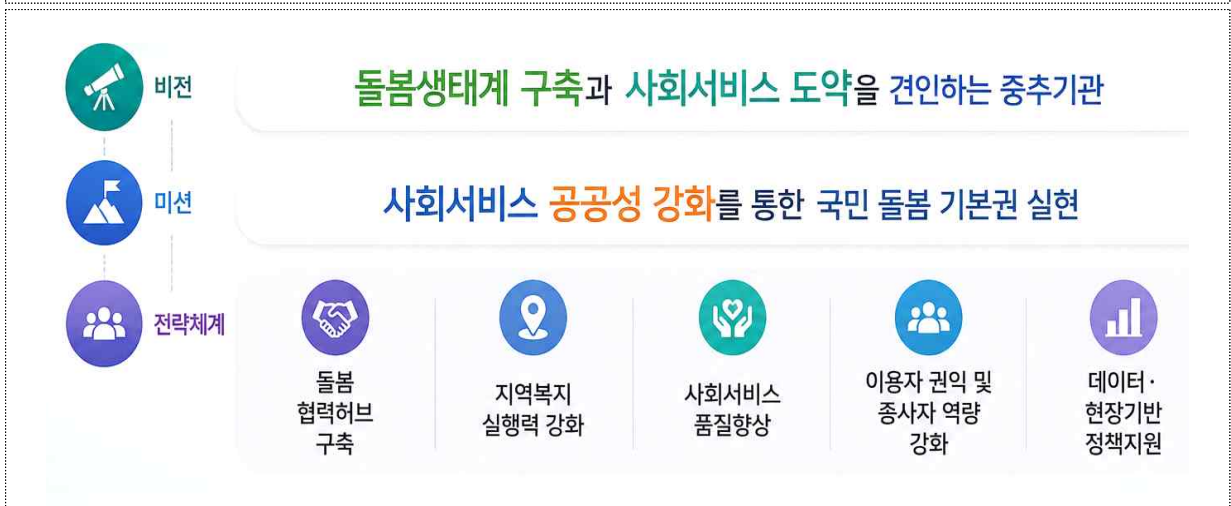 비전
돌봄생태계 구축과 사회서비스 도약을 견인하는 중추기관
미션
사회서비스 공공성 강화를 통한 국민 돌봄 기본권 실현
전략체계
돌봄
협력허브
구축
지역복지
실행력 강화
사회서비스
품질향상
이용자 권익 및
종사자 역량
강화
데이터·
현장기반
정책지원